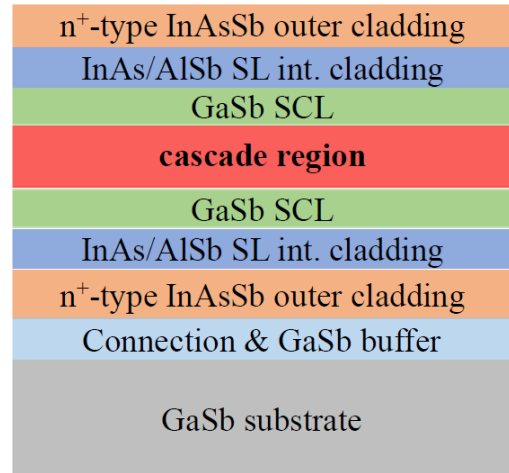 n⁺-type InAsSb outer cladding
InAs/AlSb SL int. cladding
GaSb SCL
cascade region
GaSb SCL
InAs/AlSb SL int. cladding
n⁺-type InAsSb outer cladding
Connection & GaSb buffer
GaSb substrate